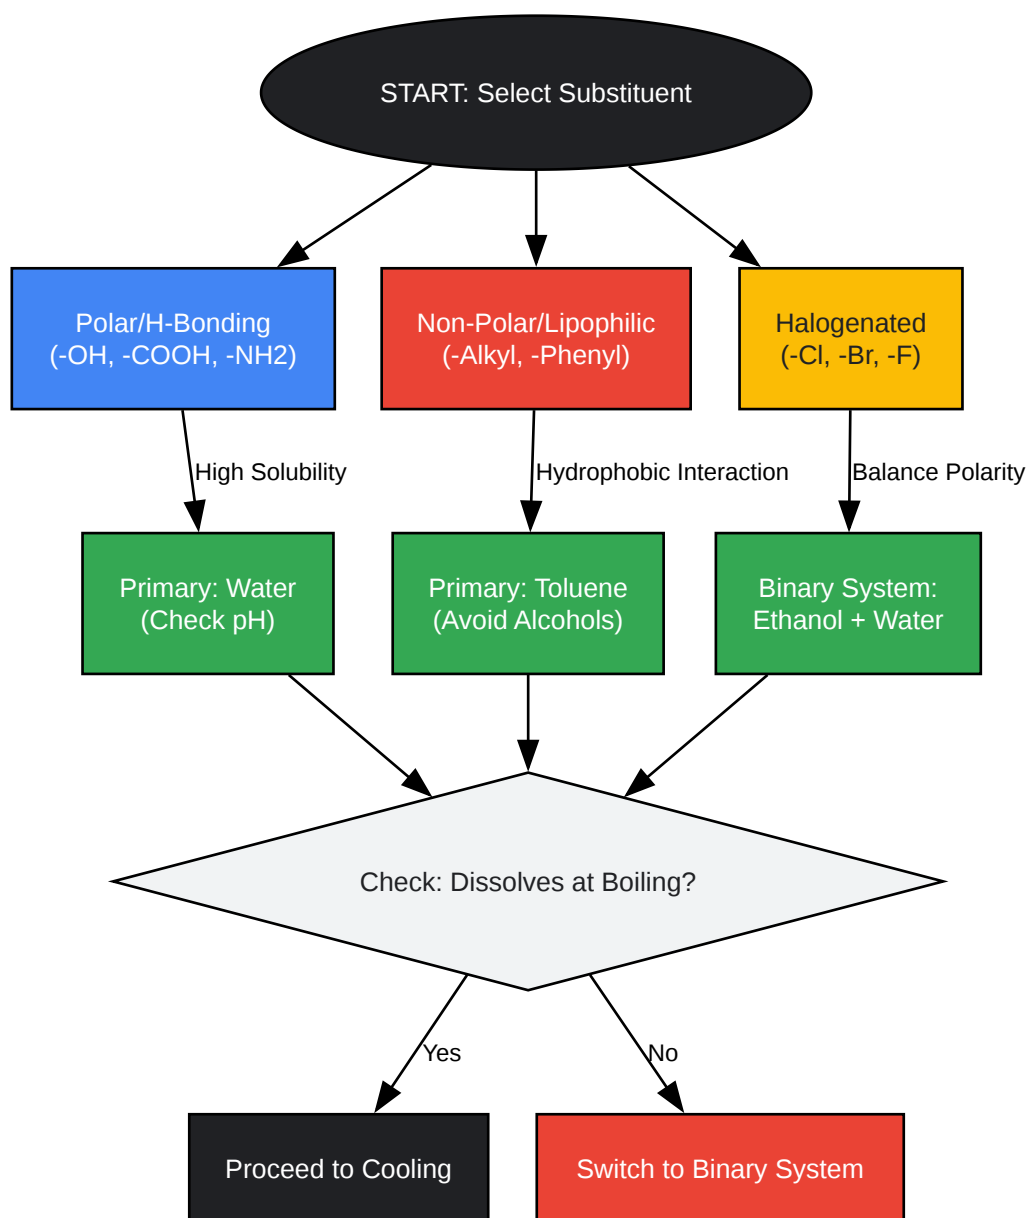 START: Select Substituent
Polar/H-Bonding
(-OH, -COOH, -NH2)
Non-Polar/Lipophilic
(-Alkyl, -Phenyl)
Halogenated
(-Cl, -Br, -F)
High Solubility
Hydrophobic Interaction
Balance Polarity
Primary: Water
(Check pH)
Primary: Toluene
(Avoid Alcohols)
Binary System:
Ethanol + Water
Check: Dissolves at Boiling?
Yes
No
Proceed to Cooling
Switch to Binary System